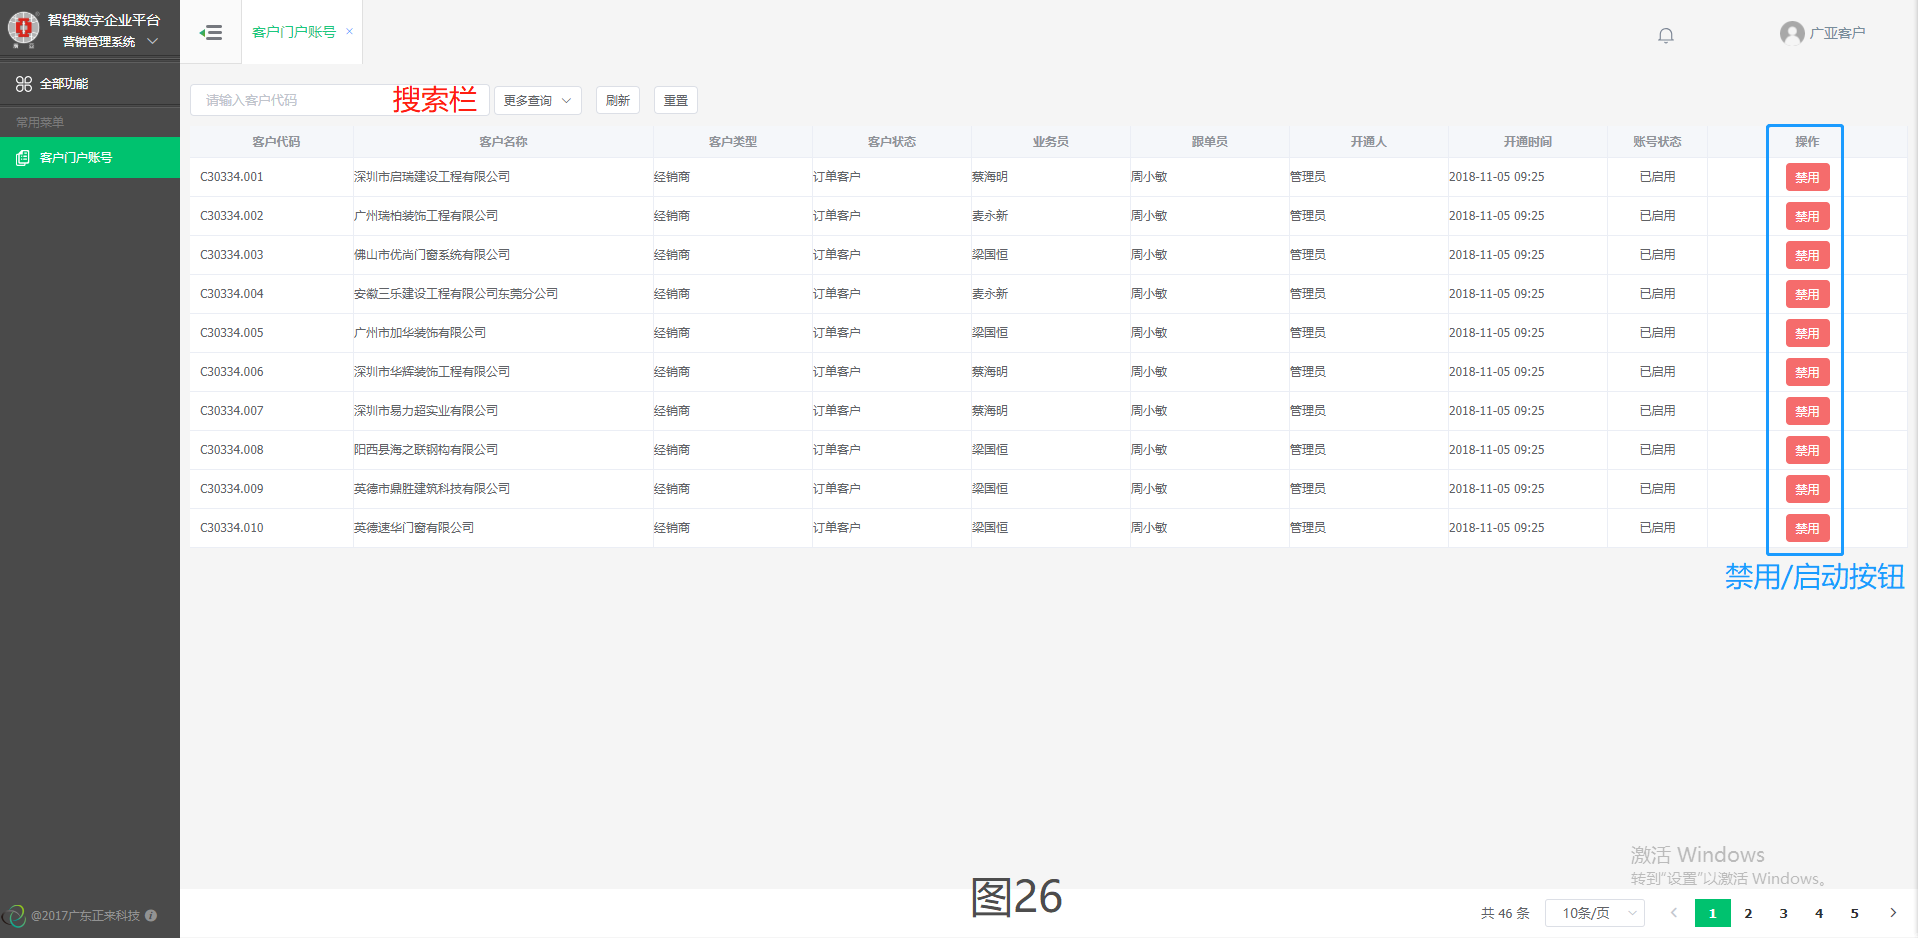 智铝数字企业平台
营销管理系统
全部功能
常用菜单
客户门户账号
@2017广东正来科技
客户门户账号 ×
广亚客户
请输入客户代码 搜索栏 更多查询 刷新 重置
客户代码 客户名称 客户类型 客户状态 业务员 跟单员 开通人 开通时间 账号状态 操作
C30334.001 深圳市启瑞建设工程有限公司 经销商 订单客户 蔡海明 周小敏 管理员 2018-11-05 09:25 已启用 禁用
C30334.002 广州瑞柏装饰工程有限公司 经销商 订单客户 麦永新 周小敏 管理员 2018-11-05 09:25 已启用 禁用
C30334.003 佛山市优尚门窗系统有限公司 经销商 订单客户 梁国恒 周小敏 管理员 2018-11-05 09:25 已启用 禁用
C30334.004 安徽三乐建设工程有限公司东莞分公司 经销商 订单客户 麦永新 周小敏 管理员 2018-11-05 09:25 已启用 禁用
C30334.005 广州市加华装饰有限公司 经销商 订单客户 梁国恒 周小敏 管理员 2018-11-05 09:25 已启用 禁用
C30334.006 深圳市华辉装饰工程有限公司 经销商 订单客户 蔡海明 周小敏 管理员 2018-11-05 09:25 已启用 禁用
C30334.007 深圳市易力超实业有限公司 经销商 订单客户 蔡海明 周小敏 管理员 2018-11-05 09:25 已启用 禁用
C30334.008 阳西县海之联钢构有限公司 经销商 订单客户 梁国恒 周小敏 管理员 2018-11-05 09:25 已启用 禁用
C30334.009 英德市鼎胜建筑科技有限公司 经销商 订单客户 梁国恒 周小敏 管理员 2018-11-05 09:25 已启用 禁用
C30334.010 英德速华门窗有限公司 经销商 订单客户 梁国恒 周小敏 管理员 2018-11-05 09:25 已启用 禁用
禁用/启动按钮
激活 Windows
转到“设置”以激活 Windows。
图26
共 46 条 10条/页 1 2 3 4 5